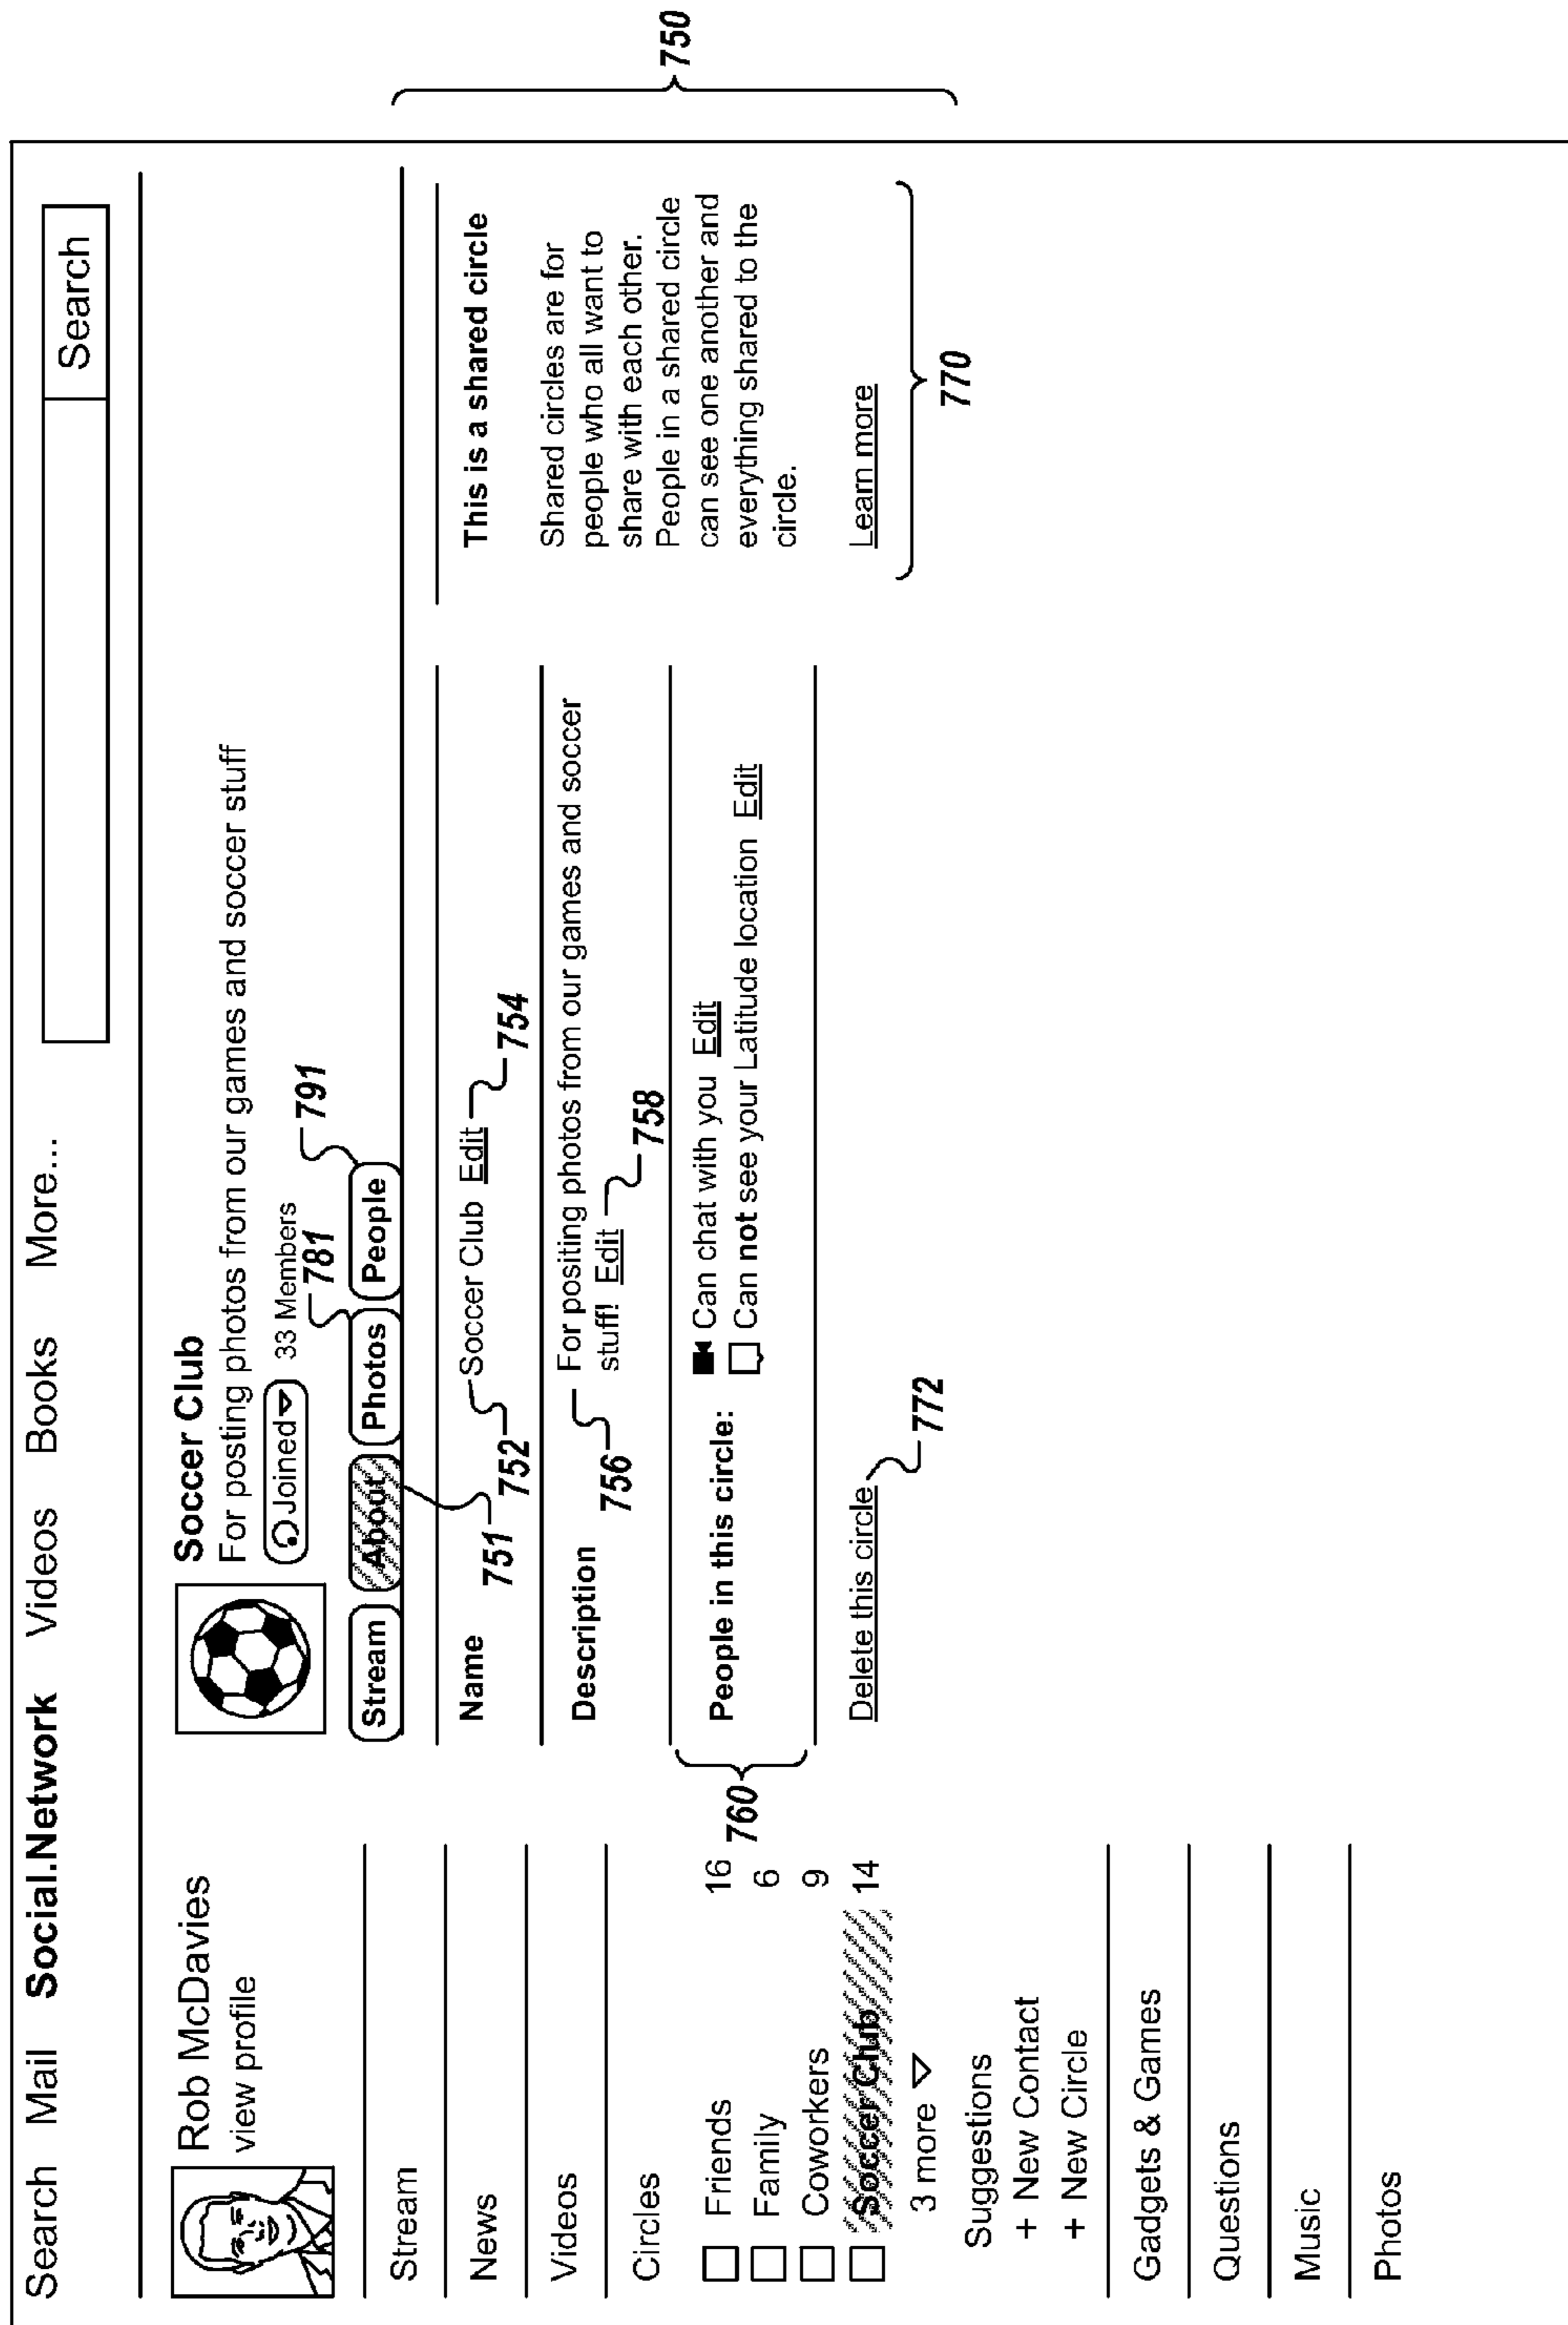 Search Mail Social.Network Videos Books More...
Search
Rob McDavies
view profile
Stream
News
Videos
Circles
Friends 16
Family 6
Coworkers 9
Soccer Club 14
3 more
Suggestions
+ New Contact
+ New Circle
Gadgets & Games
Questions
Music
Photos
Soccer Club
For posting photos from our games and soccer stuff
Joined 33 Members
781
791
Stream About Photos People
751
Name Soccer Club Edit
752
754
Description For positing photos from our games and soccer
stuff! Edit
756
758
760
People in this circle: Can chat with you Edit
Can not see your Latitude location Edit
Delete this circle
772
This is a shared circle
Shared circles are for
people who all want to
share with each other.
People in a shared circle
can see one another and
everything shared to the
circle.
Learn more
770
750